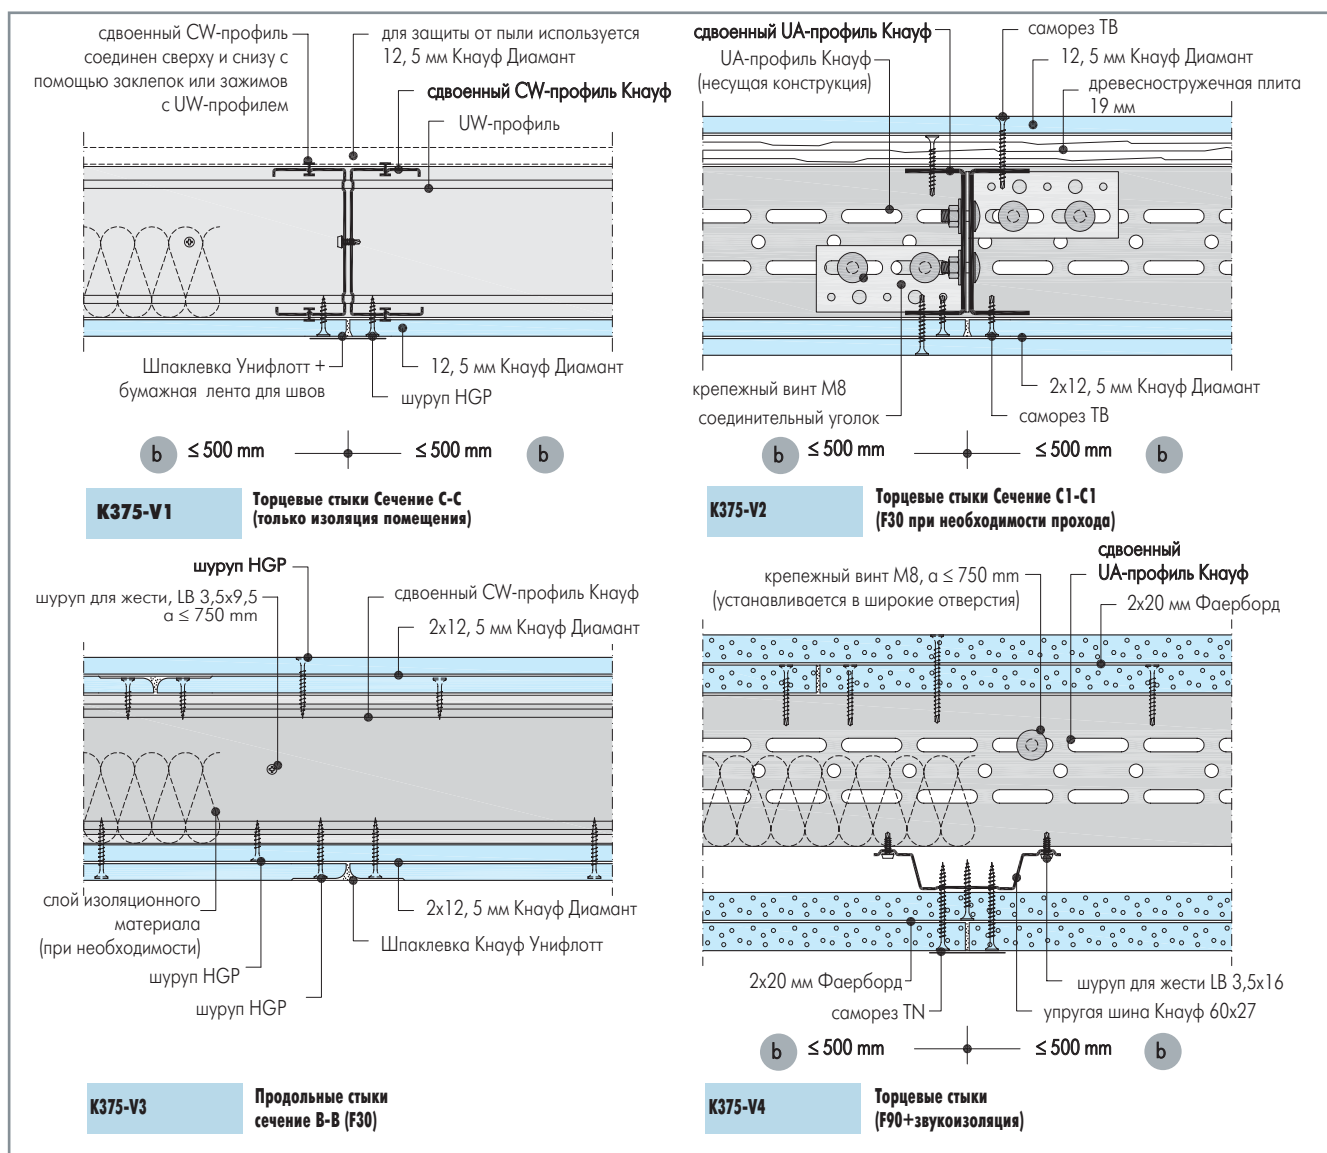 сдвоенный CW-профиль
соединен сверху и снизу с
помощью заклепок или зажимов
с UW-профилем
для защиты от пыли используется
12, 5 мм Кнауф Диамант
сдвоенный CW-профиль Кнауф
UW-профиль
Шпаклевка Унифлотт +
бумажная лента для швов
12, 5 мм Кнауф Диамант
шуруп HGP
b ≤ 500 mm ≤ 500 mm b
K375-V1
Торцевые стыки Сечение С-С
(только изоляция помещения)
сдвоенный UA-профиль Кнауф
UA-профиль Кнауф
(несущая конструкция)
саморез ТВ
12, 5 мм Кнауф Диамант
древесностружечная плита
19 мм
крепежный винт М8
соединительный уголок
2х12, 5 мм Кнауф Диамант
саморез ТВ
b ≤ 500 mm ≤ 500 mm b
K375-V2
Торцевые стыки Сечение С1-С1
(F30 при необходимости прохода)
шуруп HGP
шуруп для жести, LB 3,5x9,5
a ≤ 750 mm
сдвоенный CW-профиль Кнауф
2х12, 5 мм Кнауф Диамант
слой изоляционного
материала
(при необходимости)
шуруп HGP
шуруп HGP
2х12, 5 мм Кнауф Диамант
Шпаклевка Кнауф Унифлотт
K375-V3
Продольные стыки
сечение В-В (F30)
крепежный винт М8, a ≤ 750 mm
(устанавливается в широкие отверстия)
сдвоенный
UA-профиль Кнауф
2х20 мм Фаерборд
2х20 мм Фаерборд
саморез TN
шуруп для жести LB 3,5x16
упругая шина Кнауф 60x27
b ≤ 500 mm ≤ 500 mm b
K375-V4
Торцевые стыки
(F90+звукоизоляция)